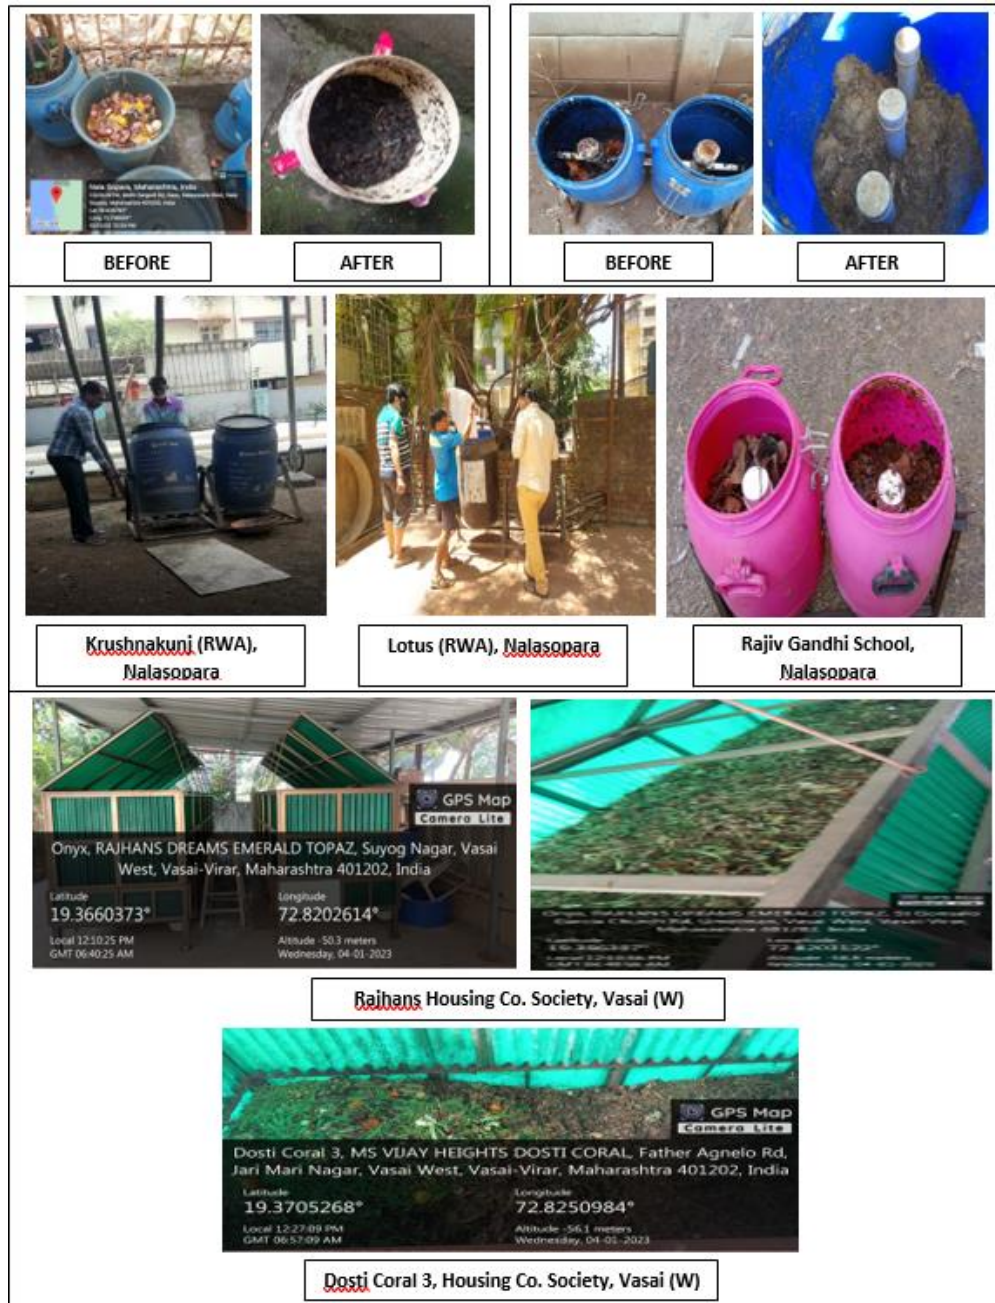 Nala Sopara, Maharashtra, India
BEFORE
AFTER
BEFORE
AFTER
Krushnakunj (RWA),
Nalasopara
Lotus (RWA), Nalasopara
Rajiv Gandhi School,
Nalasopara
GPS Map
Camera Lite
Onyx, RAJHANS DREAMS EMERALD TOPAZ, Suyog Nagar, Vasai
West, Vasai-Virar, Maharashtra 401202, India
Latitude
Longitude
19.3660373°
72.8202614°
Local 12:10:25 PM
Altitude -50.3 meters
GMT 06:40:25 AM
Wednesday, 04-01-2023
Rajhans Housing Co. Society, Vasai (W)
GPS Map
Camera Lite
Dosti Coral 3, MS VIJAY HEIGHTS DOSTI CORAL, Father Agnelo Rd,
Jari Mari Nagar, Vasai West, Vasai-Virar, Maharashtra 401202, India
Latitude
Longitude
19.3705268°
72.8250984°
Local 12:27:09 PM
Altitude -56.1 meters
GMT 06:57:09 AM
Wednesday, 04-01-2023
Dosti Coral 3, Housing Co. Society, Vasai (W)